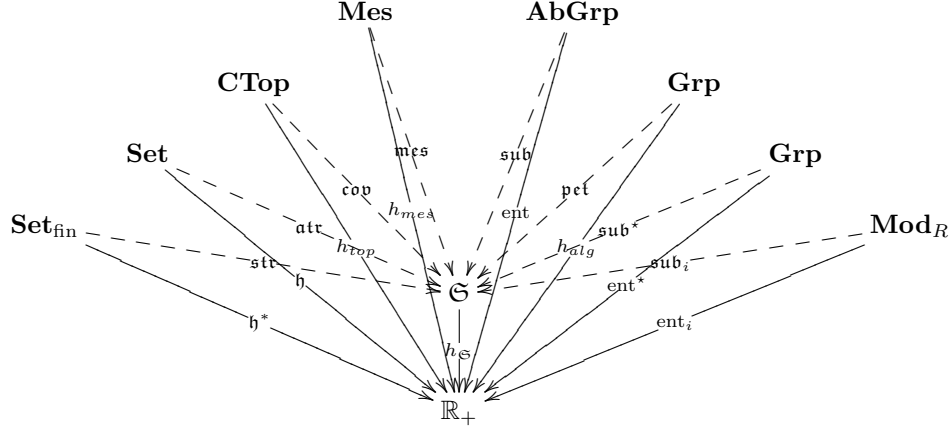 Mes AbGrp
CTop Grp
Set Grp
𝔪𝔢𝔰 𝔰𝔲𝔟
𝔠𝔬𝔳 𝔭𝔢𝔱
Set_fin 𝔞𝔱𝔯 h_mes ent 𝔰𝔲𝔟* Mod_R
h_top h_alg
𝔰𝔱𝔯 𝔰𝔲𝔟_i
𝔥 𝔖 ent*
𝔥* ent_i
h_𝔖
ℝ_+